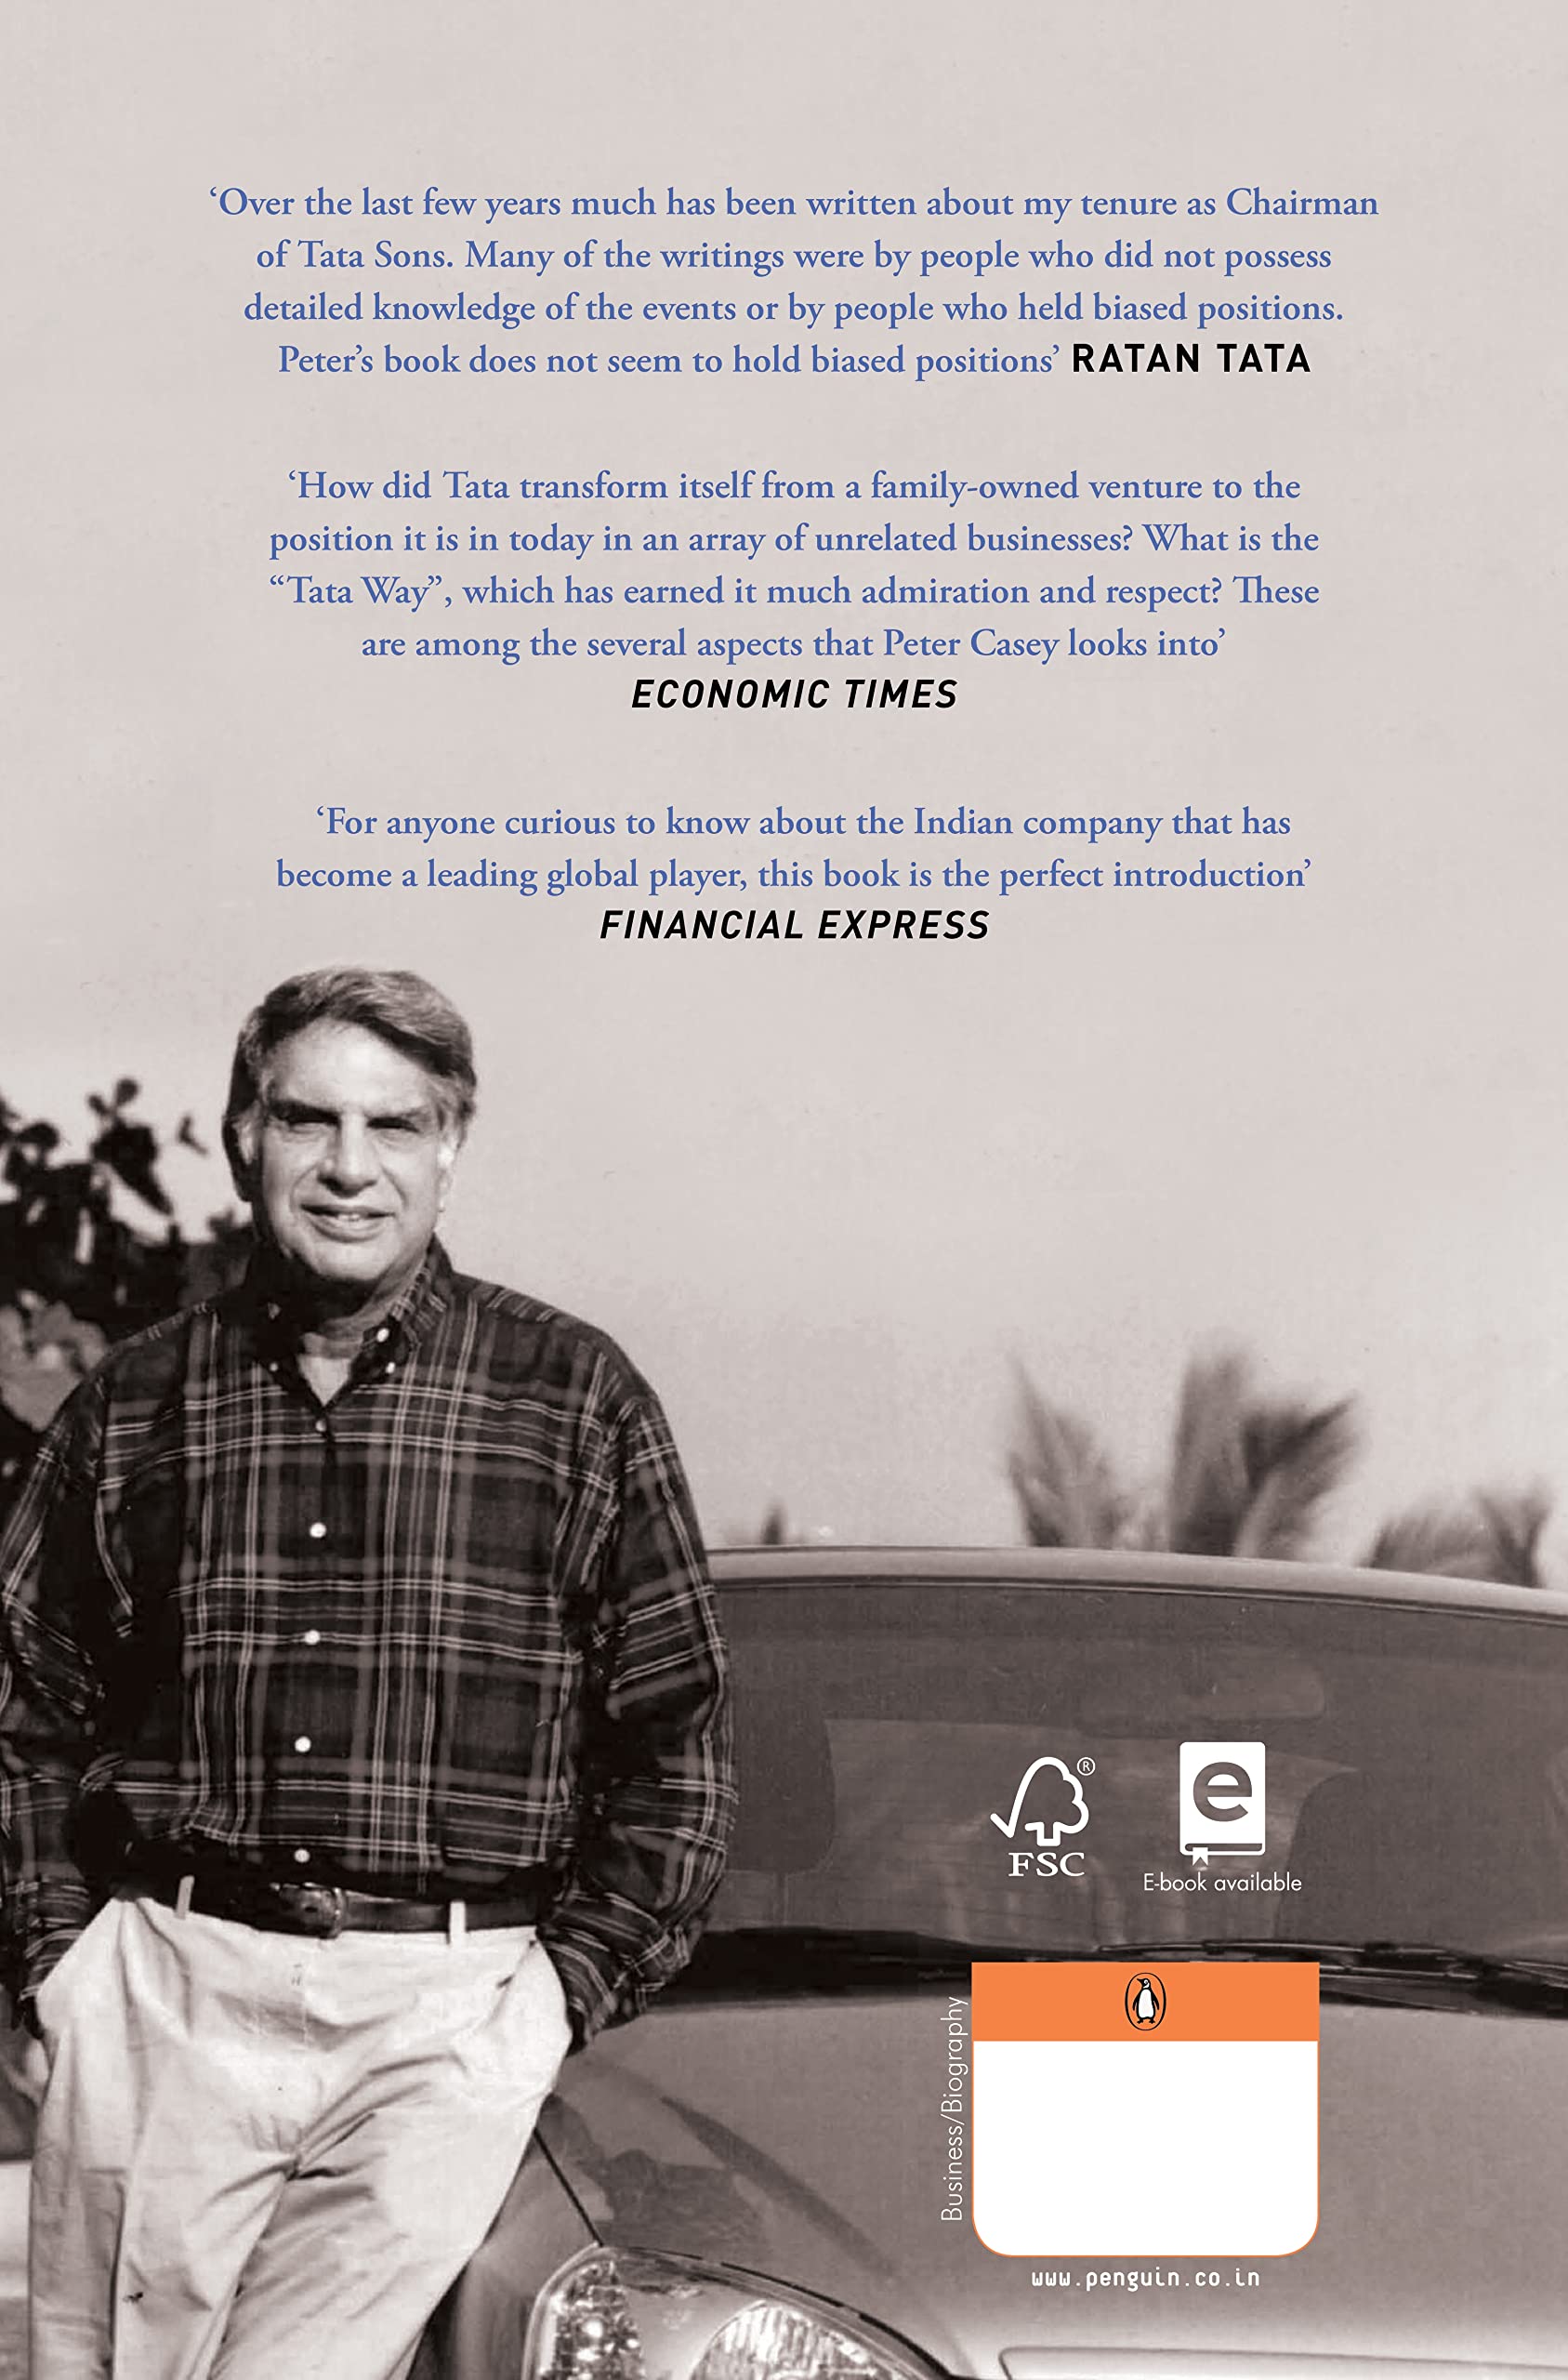 ‘Over the last few years much has been written about my tenure as Chairman
of Tata Sons. Many of the writings were by people who did not possess
detailed knowledge of the events or by people who held biased positions.
Peter’s book does not seem to hold biased positions’ RATAN TATA
‘How did Tata transform itself from a family-owned venture to the
position it is in today in an array of unrelated businesses? What is the
“Tata Way”, which has earned it much admiration and respect? These
are among the several aspects that Peter Casey looks into’
ECONOMIC TIMES
‘For anyone curious to know about the Indian company that has
become a leading global player, this book is the perfect introduction’
FINANCIAL EXPRESS
®
FSC
e
E-book available
Business/Biography
www.penguin.co.in